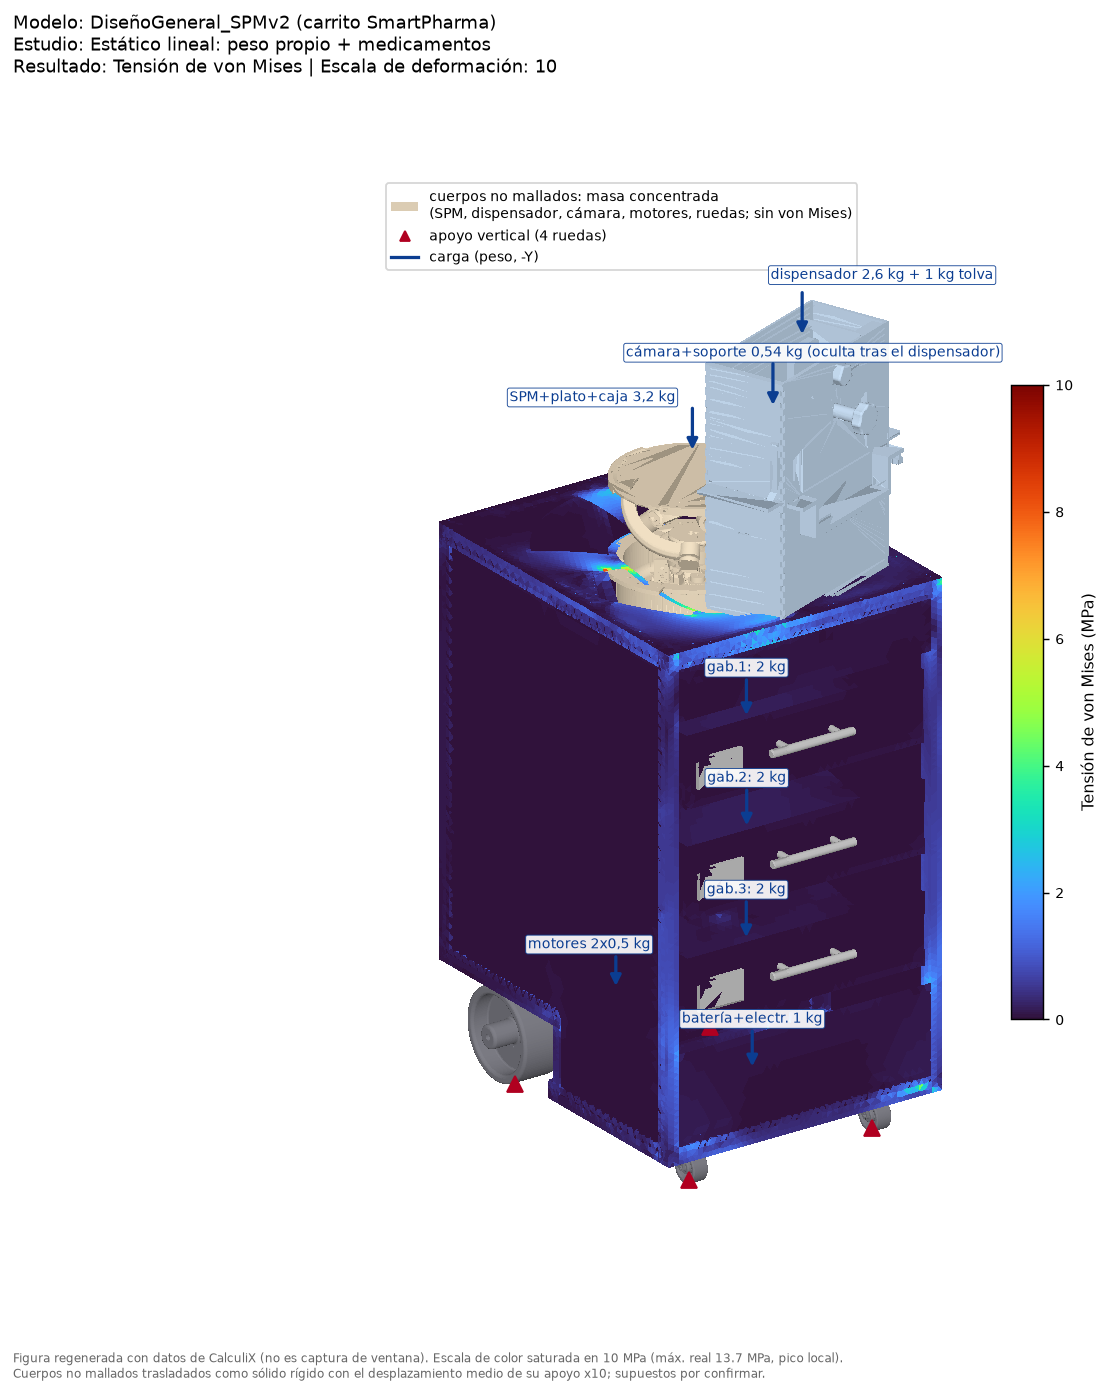 Modelo: DiseñoGeneral_SPMv2 (carrito SmartPharma)
Estudio: Estático lineal: peso propio + medicamentos
Resultado: Tensión de von Mises | Escala de deformación: 10
cuerpos no mallados: masa concentrada
(SPM, dispensador, cámara, motores, ruedas; sin von Mises)
apoyo vertical (4 ruedas)
carga (peso, -Y)
dispensador 2,6 kg + 1 kg tolva
cámara+soporte 0,54 kg (oculta tras el dispensador)
SPM+plato+caja 3,2 kg
gab.1: 2 kg
gab.2: 2 kg
gab.3: 2 kg
motores 2x0,5 kg
batería+electr. 1 kg
10
8
6
4
2
0
Tensión de von Mises (MPa)
Figura regenerada con datos de CalculiX (no es captura de ventana). Escala de color saturada en 10 MPa (máx. real 13.7 MPa, pico local).
Cuerpos no mallados trasladados como sólido rígido con el desplazamiento medio de su apoyo x10; supuestos por confirmar.